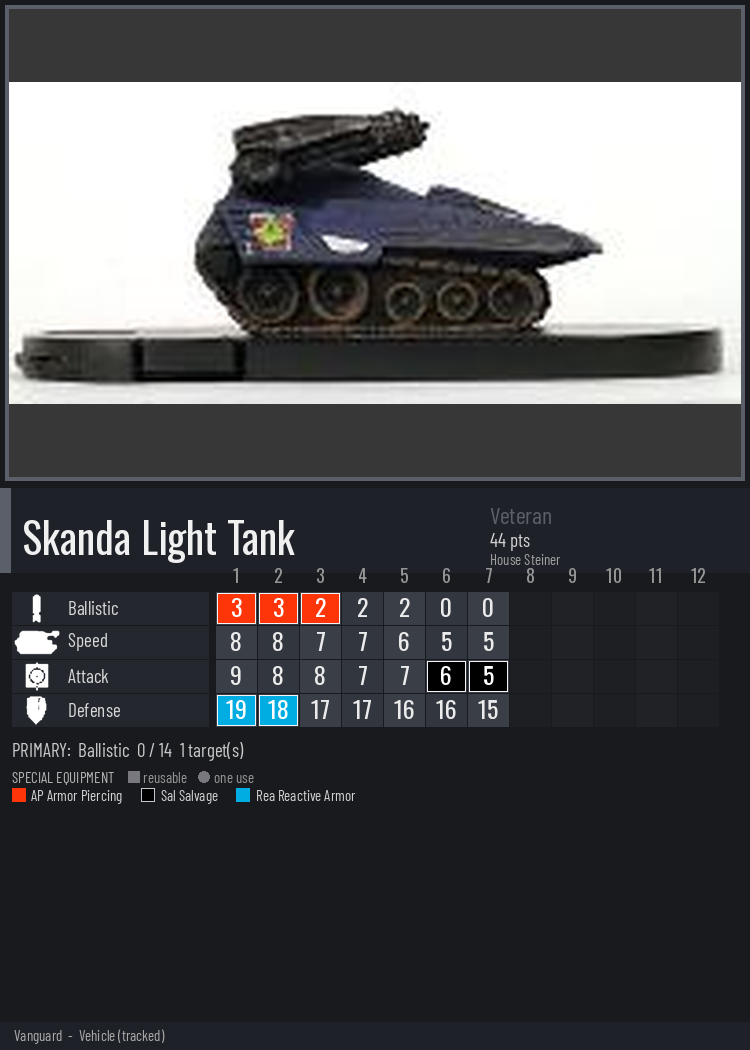 Skanda Light Tank
Veteran
44 pts
House Steiner
1 2 3 4 5 6 7 8 9 10 11 12
Ballistic 3 3 2 2 2 0 0
Speed 8 8 7 7 6 5 5
Attack 9 8 8 7 7 6 5
Defense 19 18 17 17 16 16 15
PRIMARY: Ballistic 0 / 14 1 target(s)
SPECIAL EQUIPMENT reusable one use
AP Armor Piercing Sal Salvage Rea Reactive Armor
Vanguard - Vehicle (tracked)